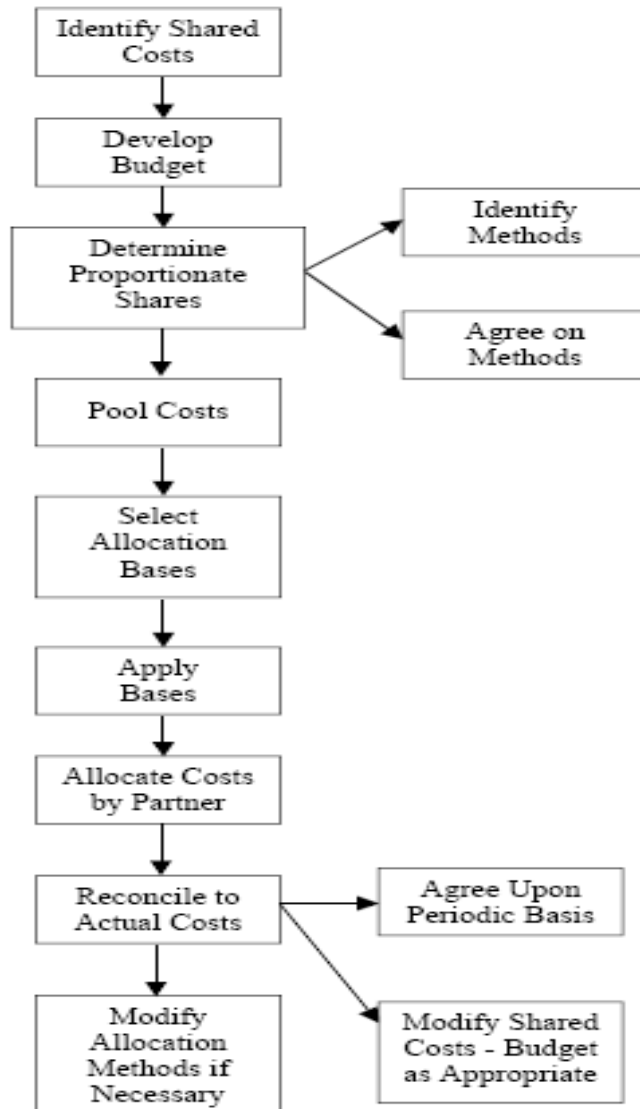 Identify Shared
Costs
Develop
Budget
Determine
Proportionate
Shares
Identify
Methods
Agree on
Methods
Pool Costs
Select
Allocation
Bases
Apply
Bases
Allocate Costs
by Partner
Reconcile to
Actual Costs
Agree Upon
Periodic Basis
Modify
Allocation
Methods if
Necessary
Modify Shared
Costs - Budget
as Appropriate